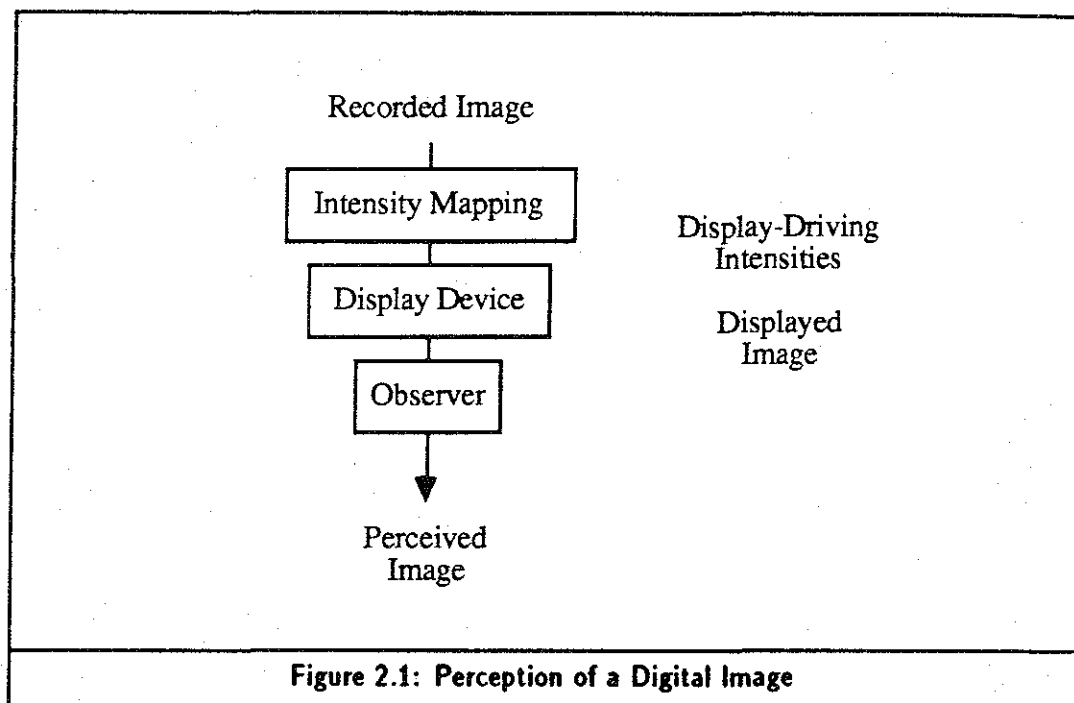 Recorded Image
Intensity Mapping
Display-Driving
Intensities
Display Device
Displayed
Image
Observer
Perceived
Image
Figure 2.1: Perception of a Digital Image